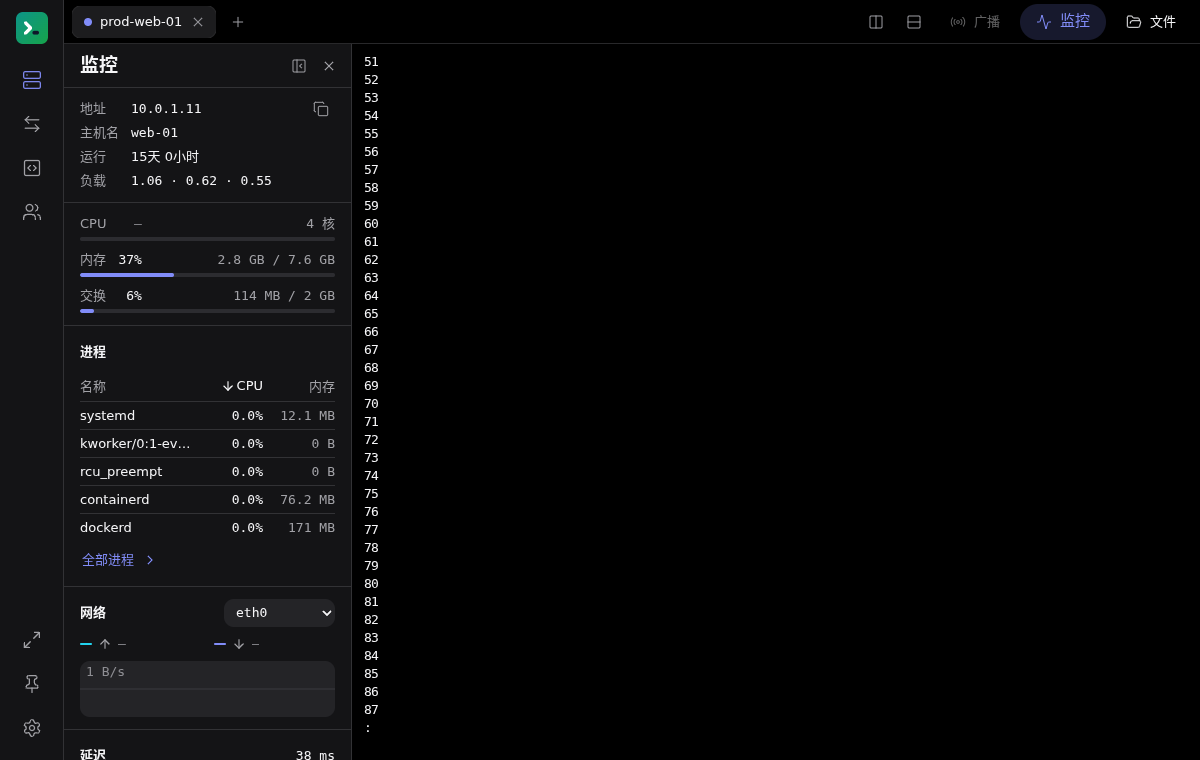 prod-web-01
广播
监控
文件
监控
地址 10.0.1.11
主机名 web-01
运行 15天 0小时
负载 1.06 · 0.62 · 0.55
CPU — 4 核
内存 37% 2.8 GB / 7.6 GB
交换 6% 114 MB / 2 GB
进程
名称 CPU 内存
systemd 0.0% 12.1 MB
kworker/0:1-ev… 0.0% 0 B
rcu_preempt 0.0% 0 B
containerd 0.0% 76.2 MB
dockerd 0.0% 171 MB
全部进程
网络 eth0
— —
1 B/s
延迟 38 ms
51
52
53
54
55
56
57
58
59
60
61
62
63
64
65
66
67
68
69
70
71
72
73
74
75
76
77
78
79
80
81
82
83
84
85
86
87
: